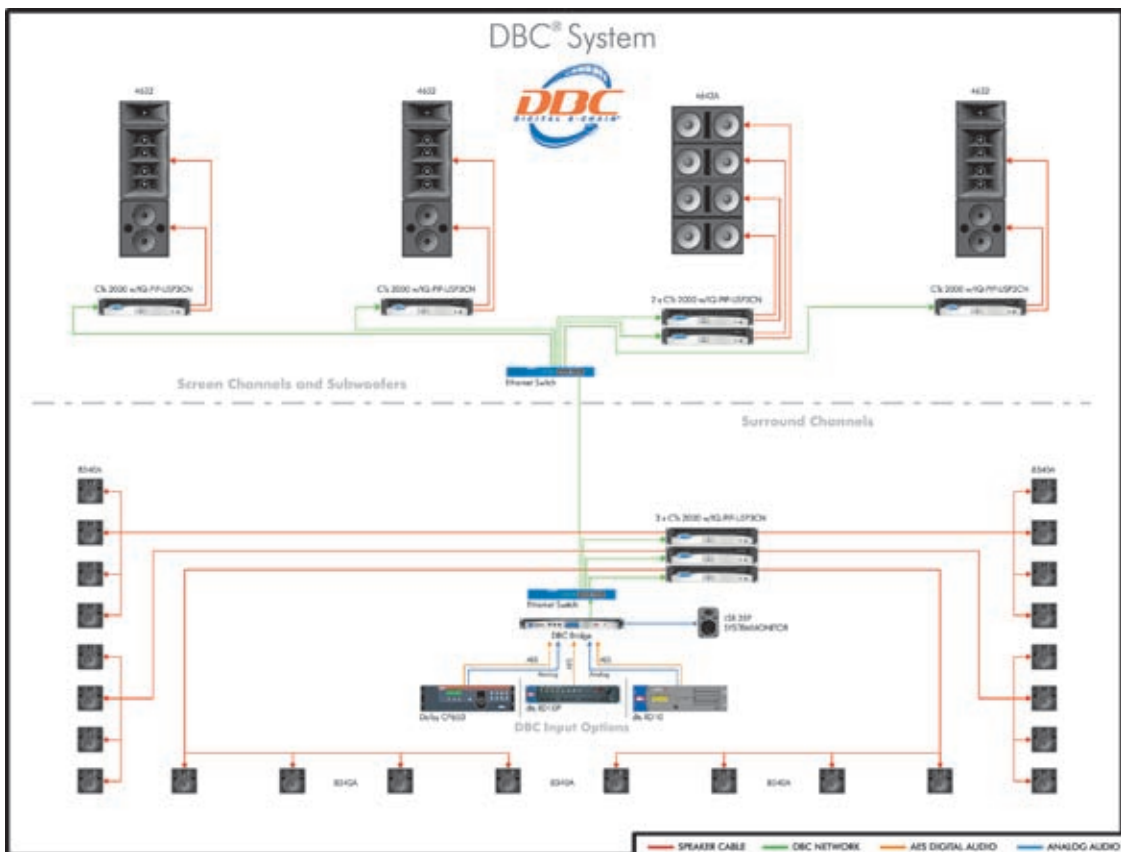 DBC® System
DBC
DIGITAL B-CHAIN®
4632
4632
4642A
4632
CTs 2000 w/IQ-PIP-USP3CN
CTs 2000 w/IQ-PIP-USP3CN
2 x CTs 2000 w/IQ-PIP-USP3CN
CTs 2000 w/IQ-PIP-USP3CN
Ethernet Switch
Screen Channels and Subwoofers
Surround Channels
8340A
8340A
3 x CTs 2000 w/IQ-PIP-USP3CN
Ethernet Switch
DBC Bridge
SYSTEM MONITOR
AES
Analog
AES
AES
Analog
Dolby CP650
dts XD10P
dts XD10
DBC Input Options
8340A
8340A
8340A
SPEAKER CABLE
DBC NETWORK
AES DIGITAL AUDIO
ANALOG AUDIO